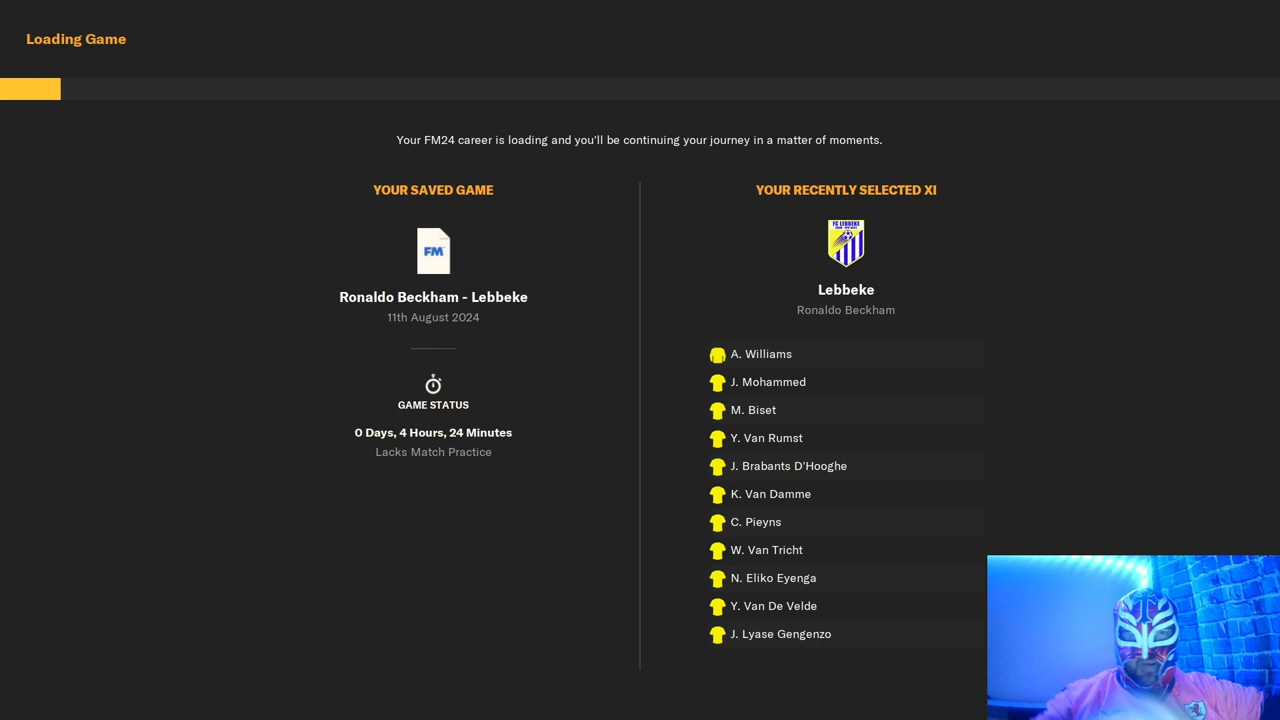 Loading Game
Your FM24 career is loading and you'll be continuing your journey in a matter of moments.
YOUR SAVED GAME
FM
Ronaldo Beckham - Lebbeke
11th August 2024
GAME STATUS
0 Days, 4 Hours, 24 Minutes
Lacks Match Practice
YOUR RECENTLY SELECTED XI
FC LEBBEKE
Lebbeke
Ronaldo Beckham
A. Williams
J. Mohammed
M. Biset
Y. Van Rumst
J. Brabants D'Hooghe
K. Van Damme
C. Pieyns
W. Van Tricht
N. Eliko Eyenga
Y. Van De Velde
J. Lyase Gengenzo